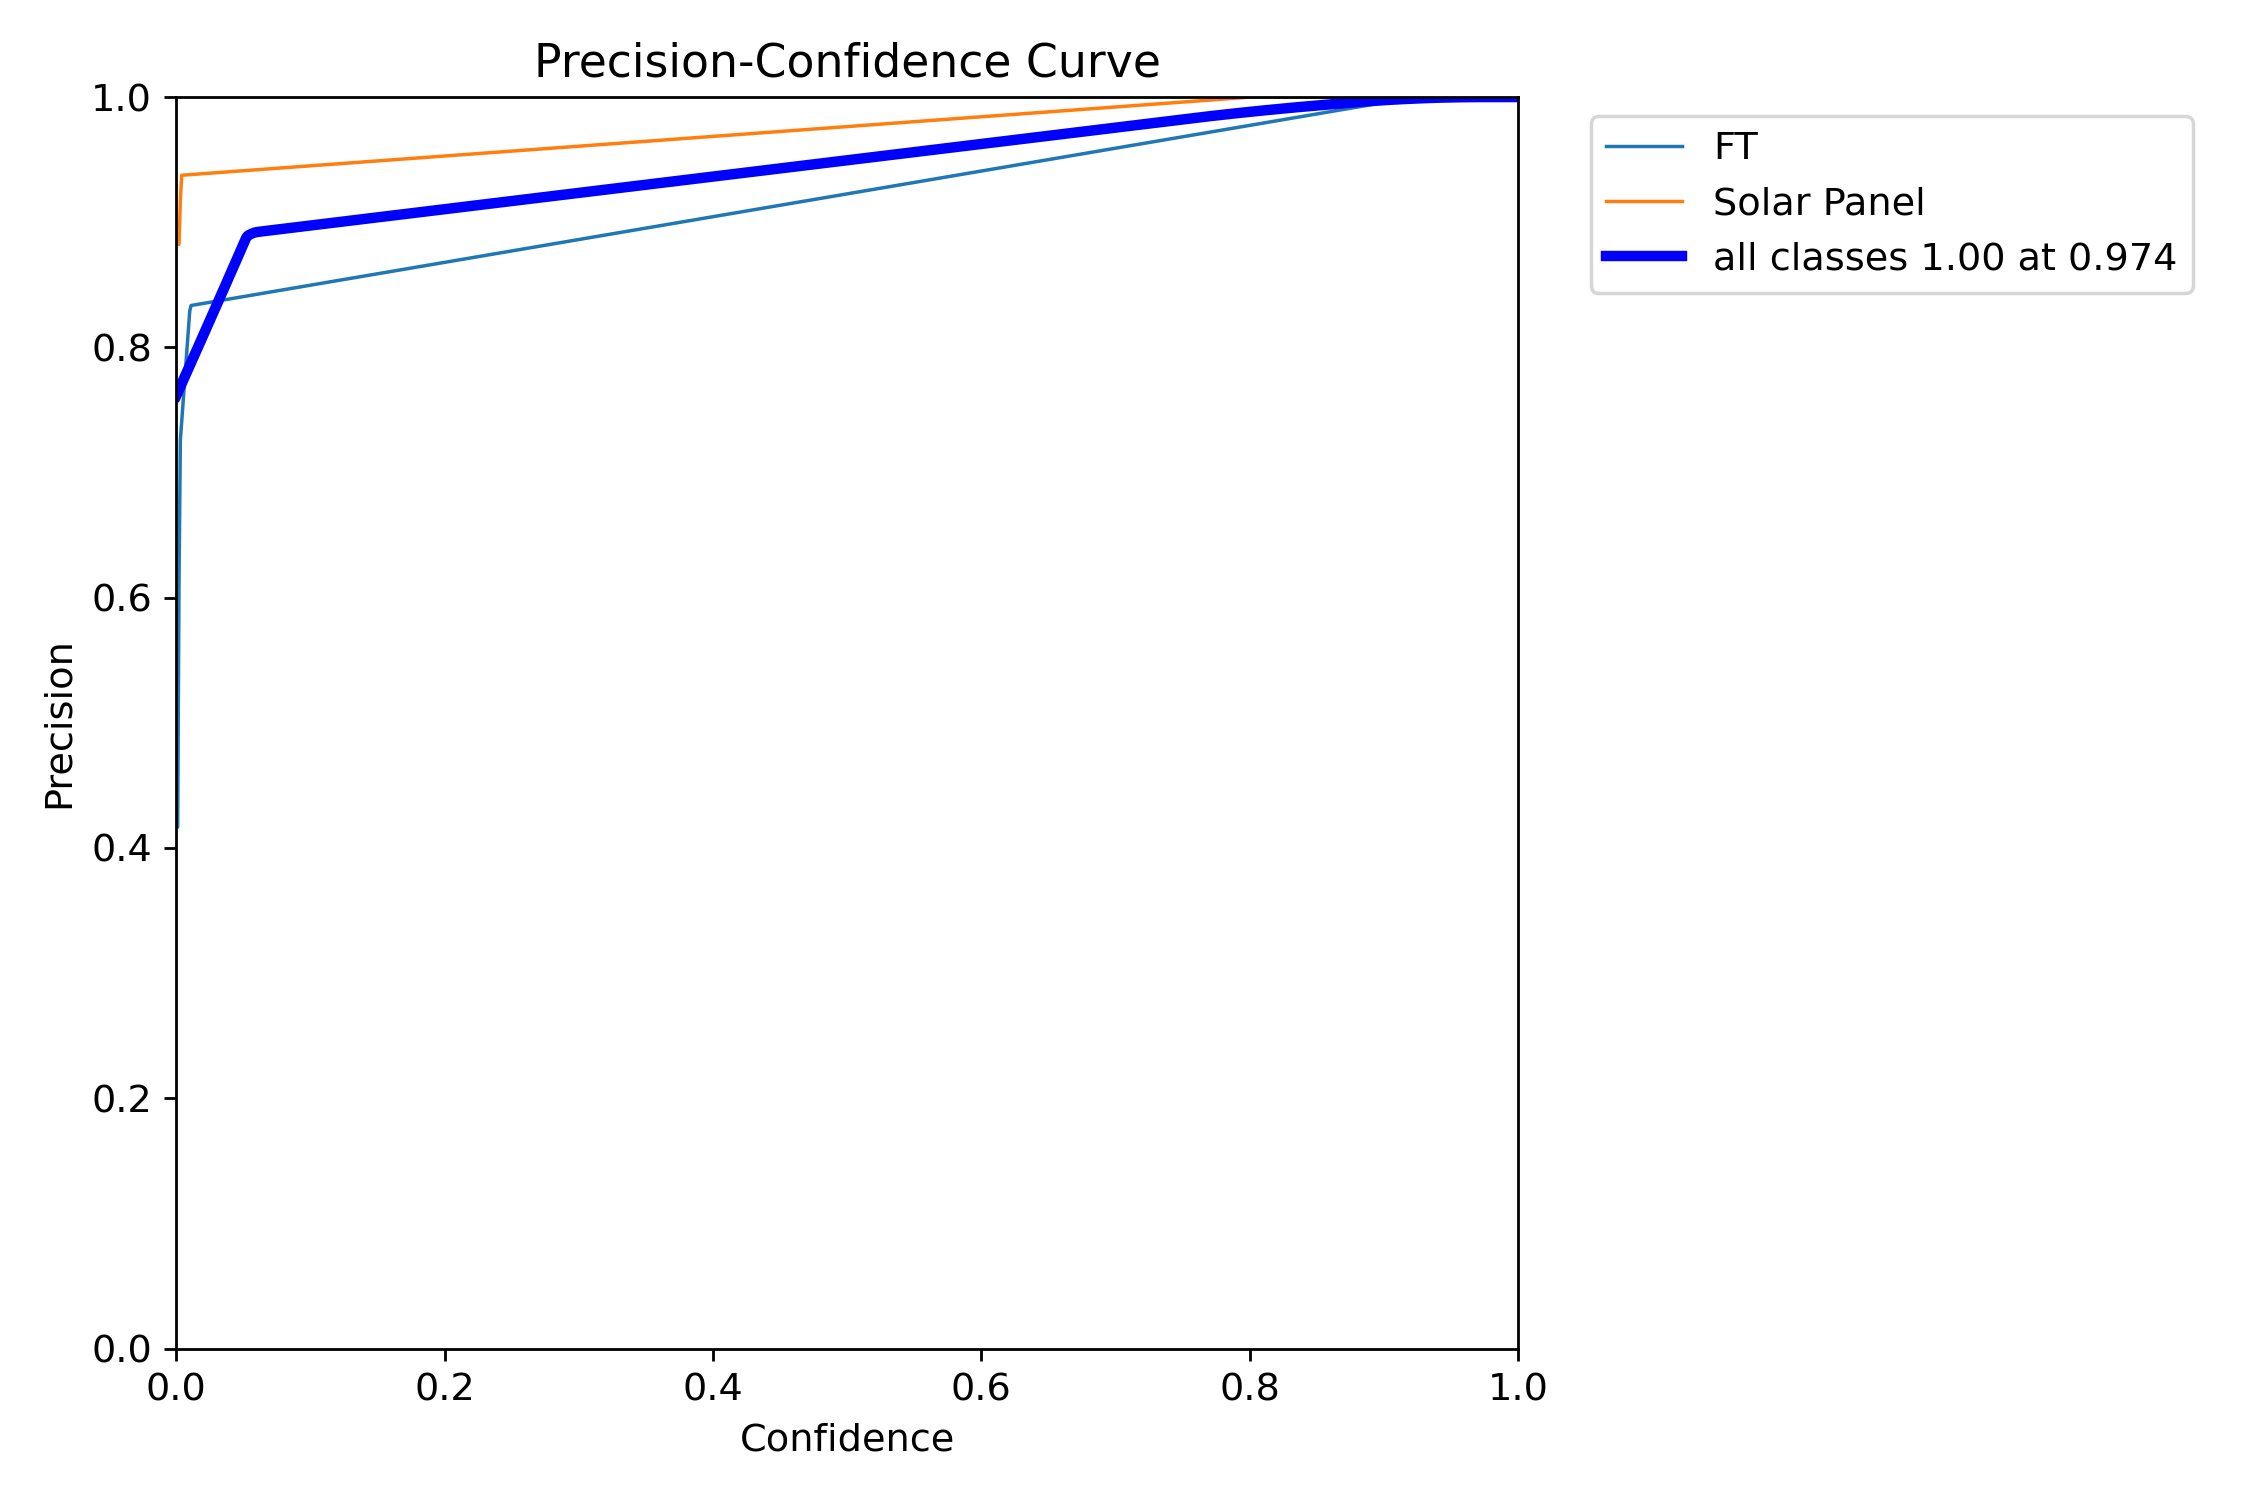 Precision-Confidence Curve
1.0
0.8
0.6
0.4
0.2
0.0
Precision
0.0 0.2 0.4 0.6 0.8 1.0
Confidence
FT
Solar Panel
all classes 1.00 at 0.974